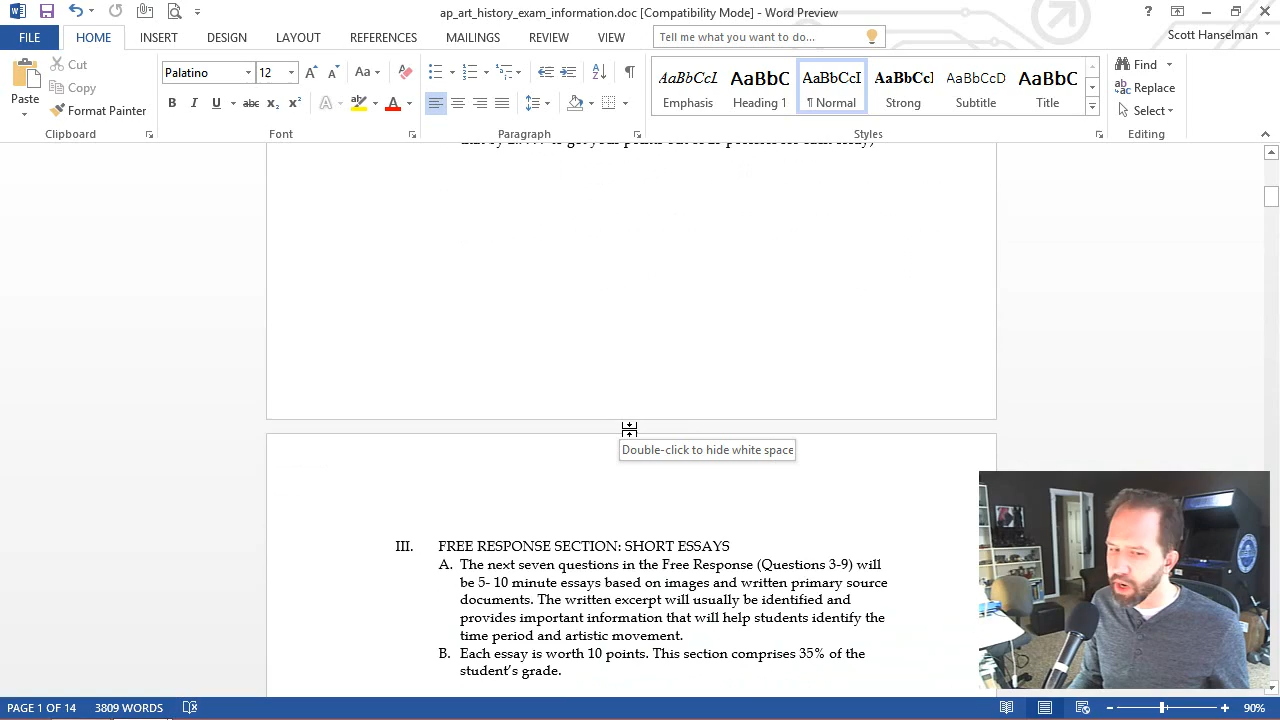 ap_art_history_exam_information.doc [Compatibility Mode] - Word Preview
?
Scott Hanselman
FILE HOME INSERT DESIGN LAYOUT REFERENCES MAILINGS REVIEW VIEW Tell me what you want to do...
Paste
Cut
Copy
Format Painter
Clipboard
Palatino 12 Aa
B I U abc x₂ x² A A
Font
Paragraph
AaBbCcI AaBbC AaBbCcI AaBbCcI AaBbCcD AaBbC
Emphasis Heading 1 ¶ Normal Strong Subtitle Title
Styles
Find
Replace
Select
Editing
Double-click to hide white space
III. FREE RESPONSE SECTION: SHORT ESSAYS
A. The next seven questions in the Free Response (Questions 3-9) will
be 5- 10 minute essays based on images and written primary source
documents. The written excerpt will usually be identified and
provides important information that will help students identify the
time period and artistic movement.
B. Each essay is worth 10 points. This section comprises 35% of the
student's grade.
PAGE 1 OF 14 3809 WORDS 90%